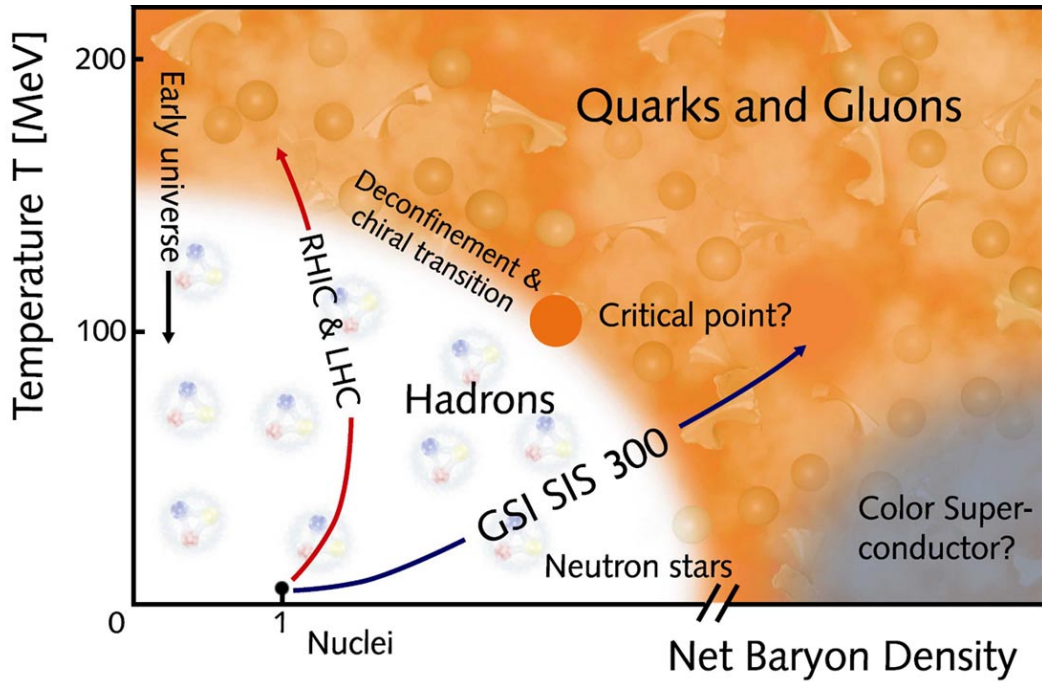 Temperature T [MeV]
200
100
0
Early universe
Quarks and Gluons
Deconfinement &
chiral transition
RHIC & LHC
Critical point?
Hadrons
GSI SIS 300
Color Super-
conductor?
Neutron stars
1
Nuclei
Net Baryon Density